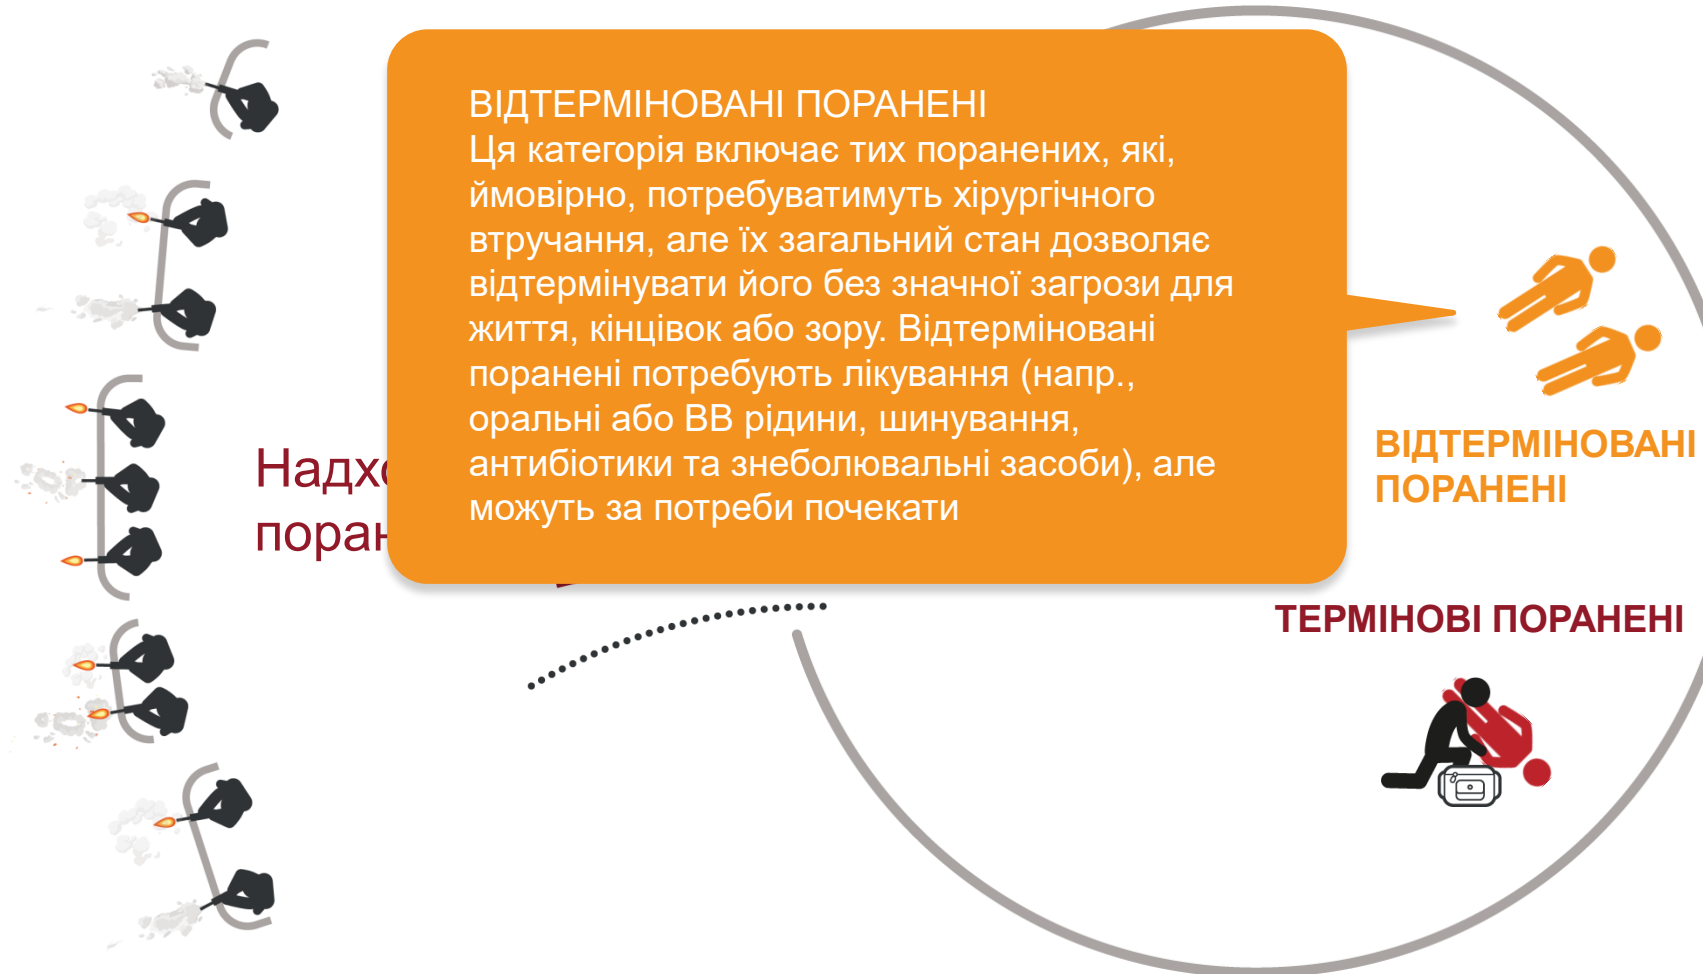 ВІДТЕРМІНОВАНІ ПОРАНЕНІ
Ця категорія включає тих поранених, які,
ймовірно, потребуватимуть хірургічного
втручання, але їх загальний стан дозволяє
відтермінувати його без значної загрози для
життя, кінцівок або зору. Відтерміновані
поранені потребують лікування (напр.,
оральні або ВВ рідини, шинування,
антибіотики та знеболювальні засоби), але
можуть за потреби почекати
ВІДТЕРМІНОВАНІ
ПОРАНЕНІ
ТЕРМІНОВІ ПОРАНЕНІ